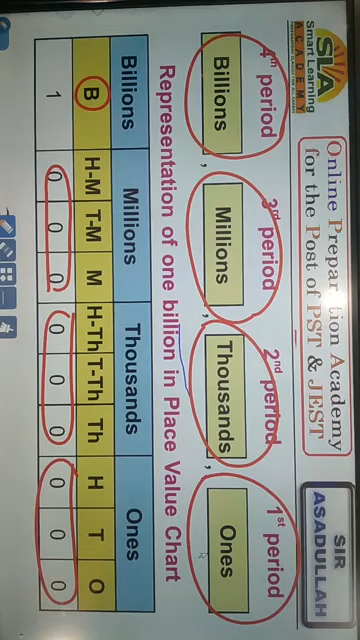 SLA
Smart Learning
ACADEMY
Online Preparation Academy
for the Post of PST & JEST
SIR
ASADULLAH
4th period 3rd period 2nd period 1st period
Billions , Millions , Thousands , Ones
Representation of one billion in Place Value Chart
Billions Millions Thousands Ones
B H-M T-M M H-Th T-Th Th H T O
1 0 0 0 0 0 0 0 0 0